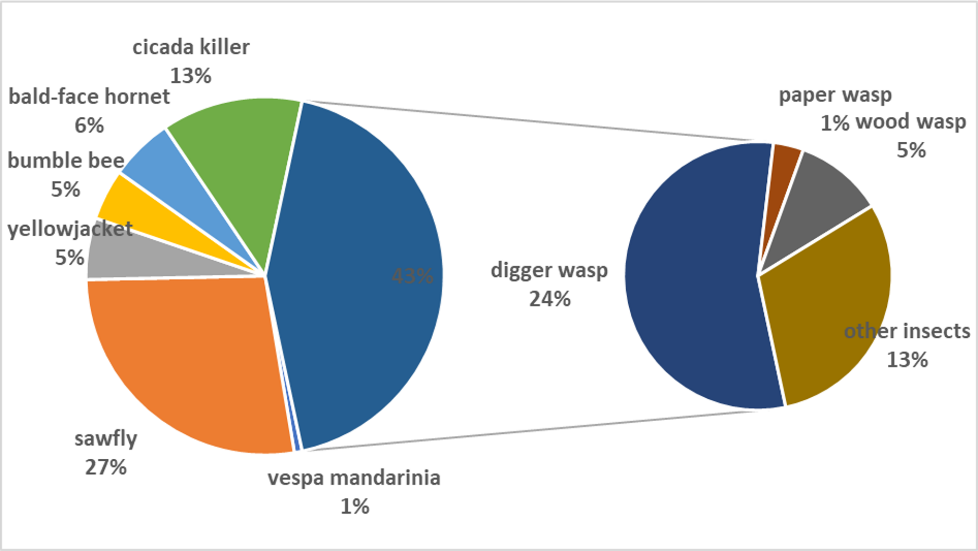 cicada killer
13%
bald-face hornet
6%
bumble bee
5%
yellowjacket
5%
43%
sawfly
27%
vespa mandarinia
1%
digger wasp
24%
paper wasp
1%
wood wasp
5%
other insects
13%